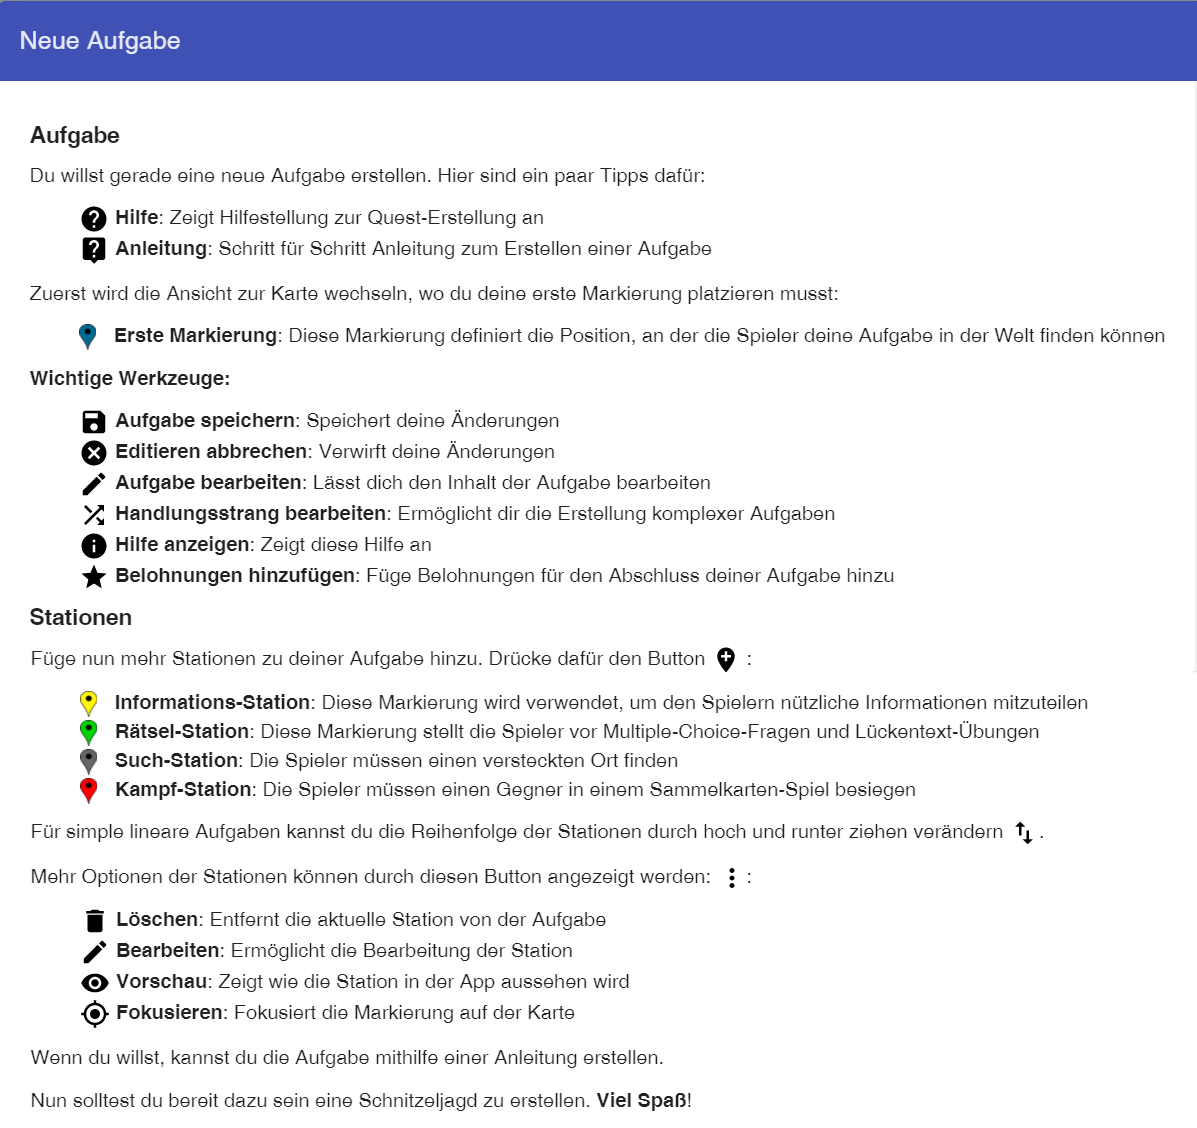 Neue Aufgabe
Aufgabe
Du willst gerade eine neue Aufgabe erstellen. Hier sind ein paar Tipps dafür:
Hilfe: Zeigt Hilfestellung zur Quest-Erstellung an
Anleitung: Schritt für Schritt Anleitung zum Erstellen einer Aufgabe
Zuerst wird die Ansicht zur Karte wechseln, wo du deine erste Markierung platzieren musst:
Erste Markierung: Diese Markierung definiert die Position, an der die Spieler deine Aufgabe in der Welt finden können
Wichtige Werkzeuge:
Aufgabe speichern: Speichert deine Änderungen
Editieren abbrechen: Verwirft deine Änderungen
Aufgabe bearbeiten: Lässt dich den Inhalt der Aufgabe bearbeiten
Handlungsstrang bearbeiten: Ermöglicht dir die Erstellung komplexer Aufgaben
Hilfe anzeigen: Zeigt diese Hilfe an
Belohnungen hinzufügen: Füge Belohnungen für den Abschluss deiner Aufgabe hinzu
Stationen
Füge nun mehr Stationen zu deiner Aufgabe hinzu. Drücke dafür den Button :
Informations-Station: Diese Markierung wird verwendet, um den Spielern nützliche Informationen mitzuteilen
Rätsel-Station: Diese Markierung stellt die Spieler vor Multiple-Choice-Fragen und Lückentext-Übungen
Such-Station: Die Spieler müssen einen versteckten Ort finden
Kampf-Station: Die Spieler müssen einen Gegner in einem Sammelkarten-Spiel besiegen
Für simple lineare Aufgaben kannst du die Reihenfolge der Stationen durch hoch und runter ziehen verändern .
Mehr Optionen der Stationen können durch diesen Button angezeigt werden: :
Löschen: Entfernt die aktuelle Station von der Aufgabe
Bearbeiten: Ermöglicht die Bearbeitung der Station
Vorschau: Zeigt wie die Station in der App aussehen wird
Fokusieren: Fokusiert die Markierung auf der Karte
Wenn du willst, kannst du die Aufgabe mithilfe einer Anleitung erstellen.
Nun solltest du bereit dazu sein eine Schnitzeljagd zu erstellen. Viel Spaß!